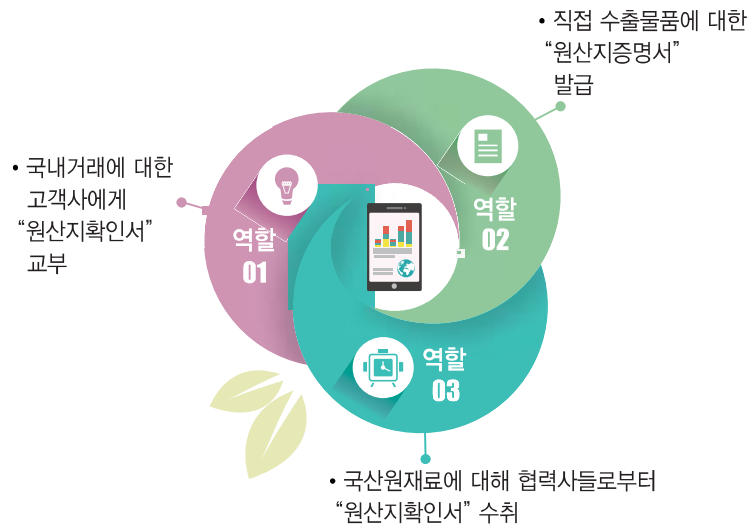 • 직접 수출물품에 대한
“원산지증명서”
발급
• 국내거래에 대한
고객사에게
“원산지확인서”
교부
역할
01
역할
02
역할
03
• 국산원재료에 대해 협력사들로부터
“원산지확인서” 수취